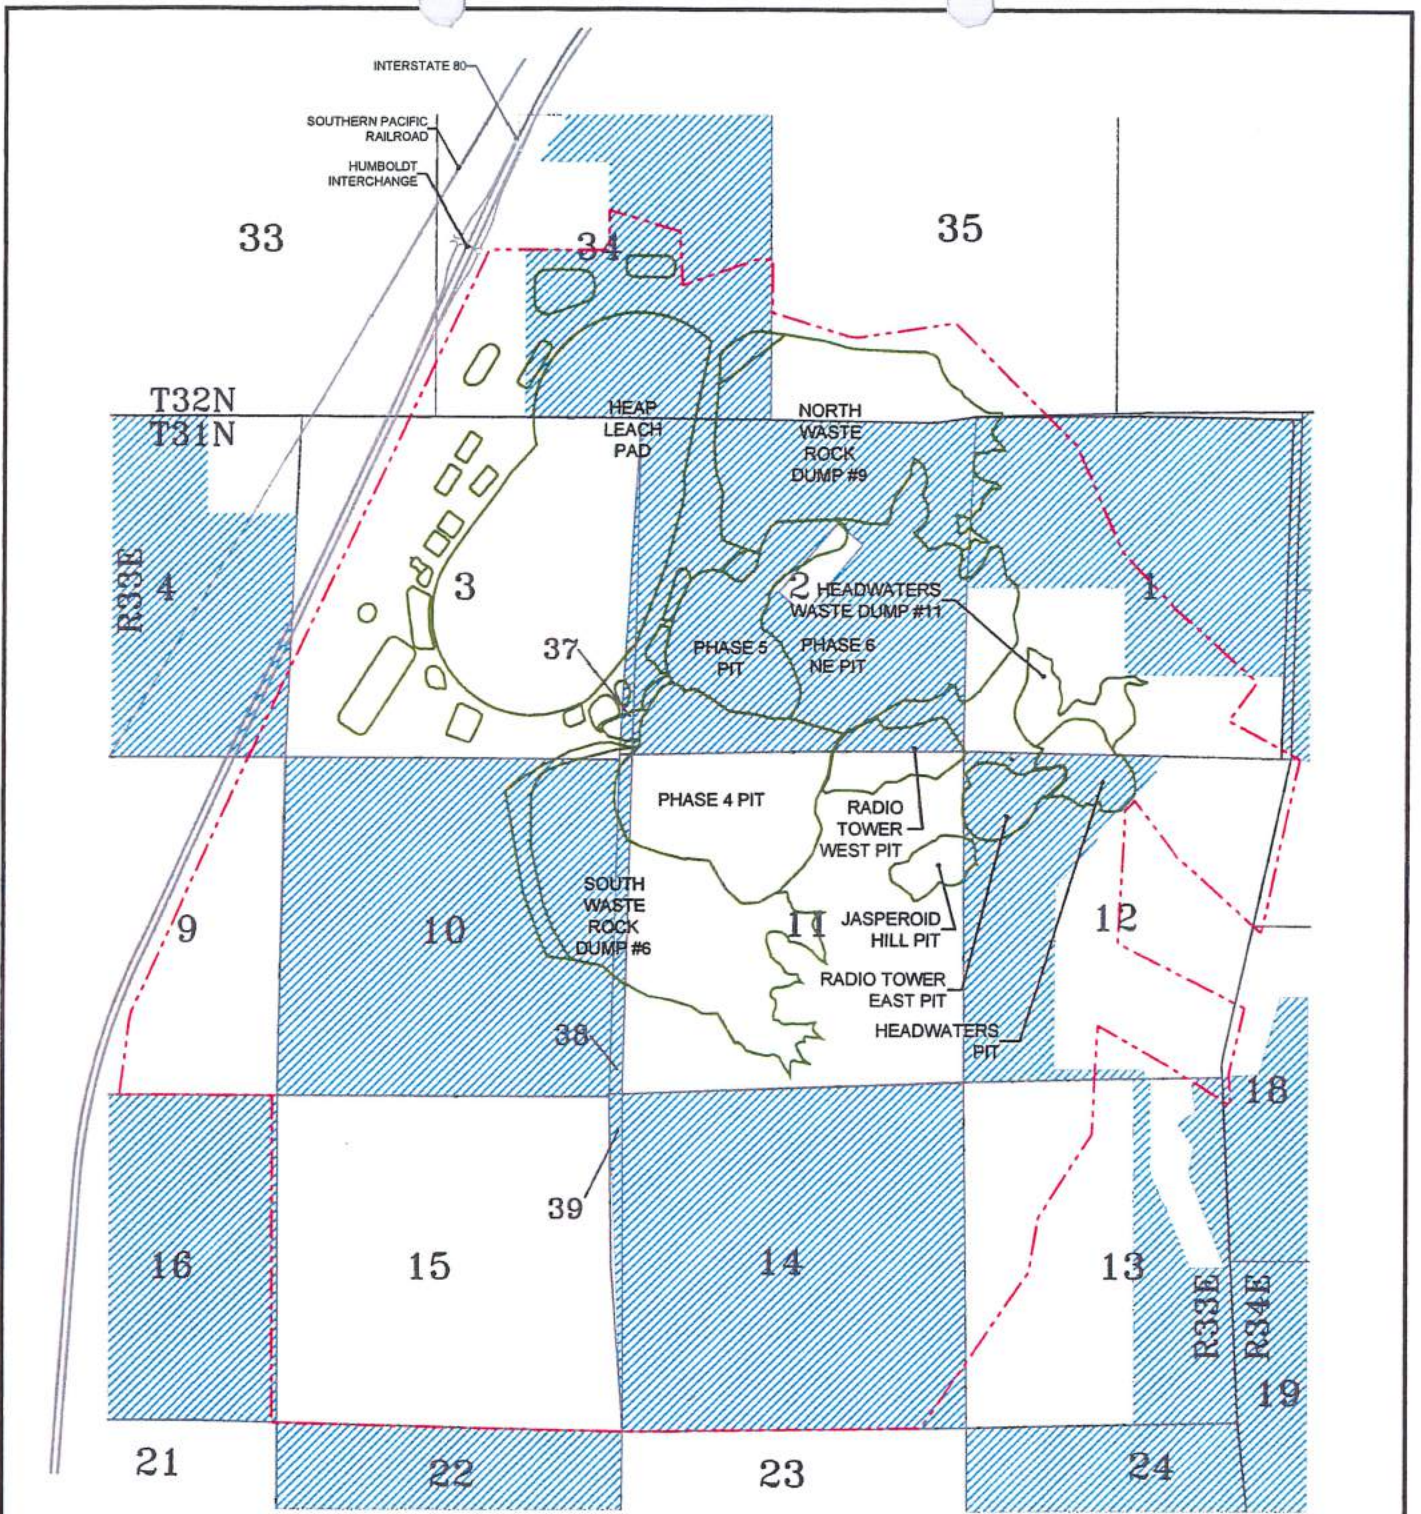 INTERSTATE 80
SOUTHERN PACIFIC
RAILROAD
HUMBOLDT
INTERCHANGE
33
34
35
T32N
T31N
HEAP
LEACH
PAD
NORTH
WASTE
ROCK
DUMP #9
R33E
4
3
2
1
HEADWATERS
WASTE DUMP #11
37
PHASE 5
PIT
PHASE 6
NE PIT
PHASE 4 PIT
RADIO
TOWER
WEST PIT
SOUTH
WASTE
ROCK
DUMP #6
9
10
11
12
JASPEROID
HILL PIT
RADIO TOWER
EAST PIT
HEADWATERS
PIT
38
18
39
16
15
14
13
R33E
R34E
19
21
22
23
24